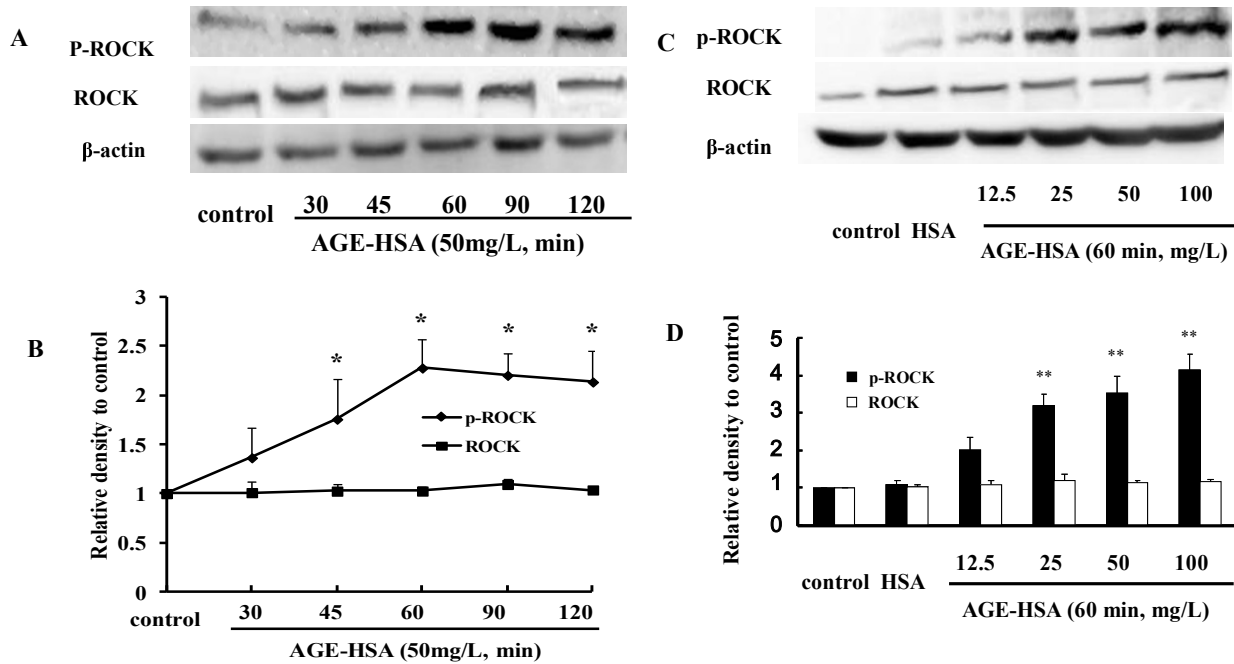 A
P-ROCK
ROCK
β-actin
control 30 45 60 90 120
AGE-HSA (50mg/L, min)
C
p-ROCK
ROCK
β-actin
12.5 25 50 100
control HSA
AGE-HSA (60 min, mg/L)
B
Relative density to control
3
2.5
2
1.5
1
0.5
0
* * * *
p-ROCK
ROCK
control 30 45 60 90 120
AGE-HSA (50mg/L, min)
D
Relative density to control
5
4
3
2
1
0
** ** **
p-ROCK
ROCK
12.5 25 50 100
control HSA
AGE-HSA (60 min, mg/L)